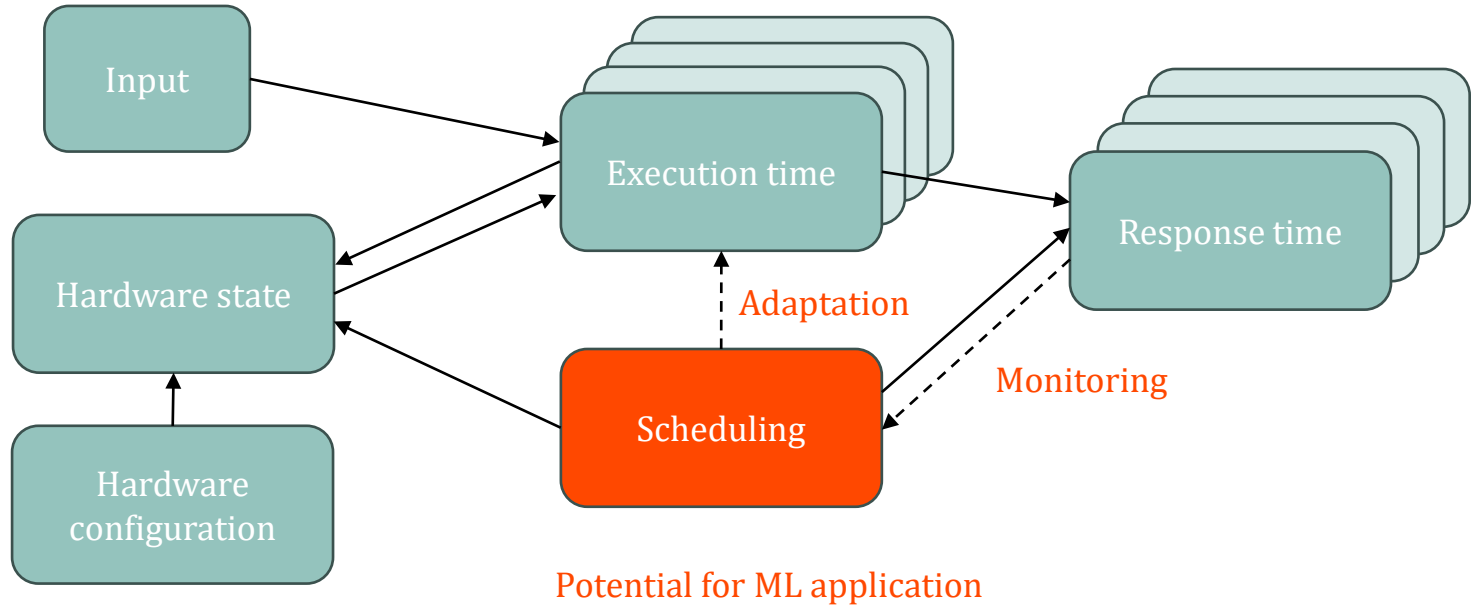 Input
Execution time
Response time
Hardware state
Adaptation
Monitoring
Scheduling
Hardware
configuration
Potential for ML application